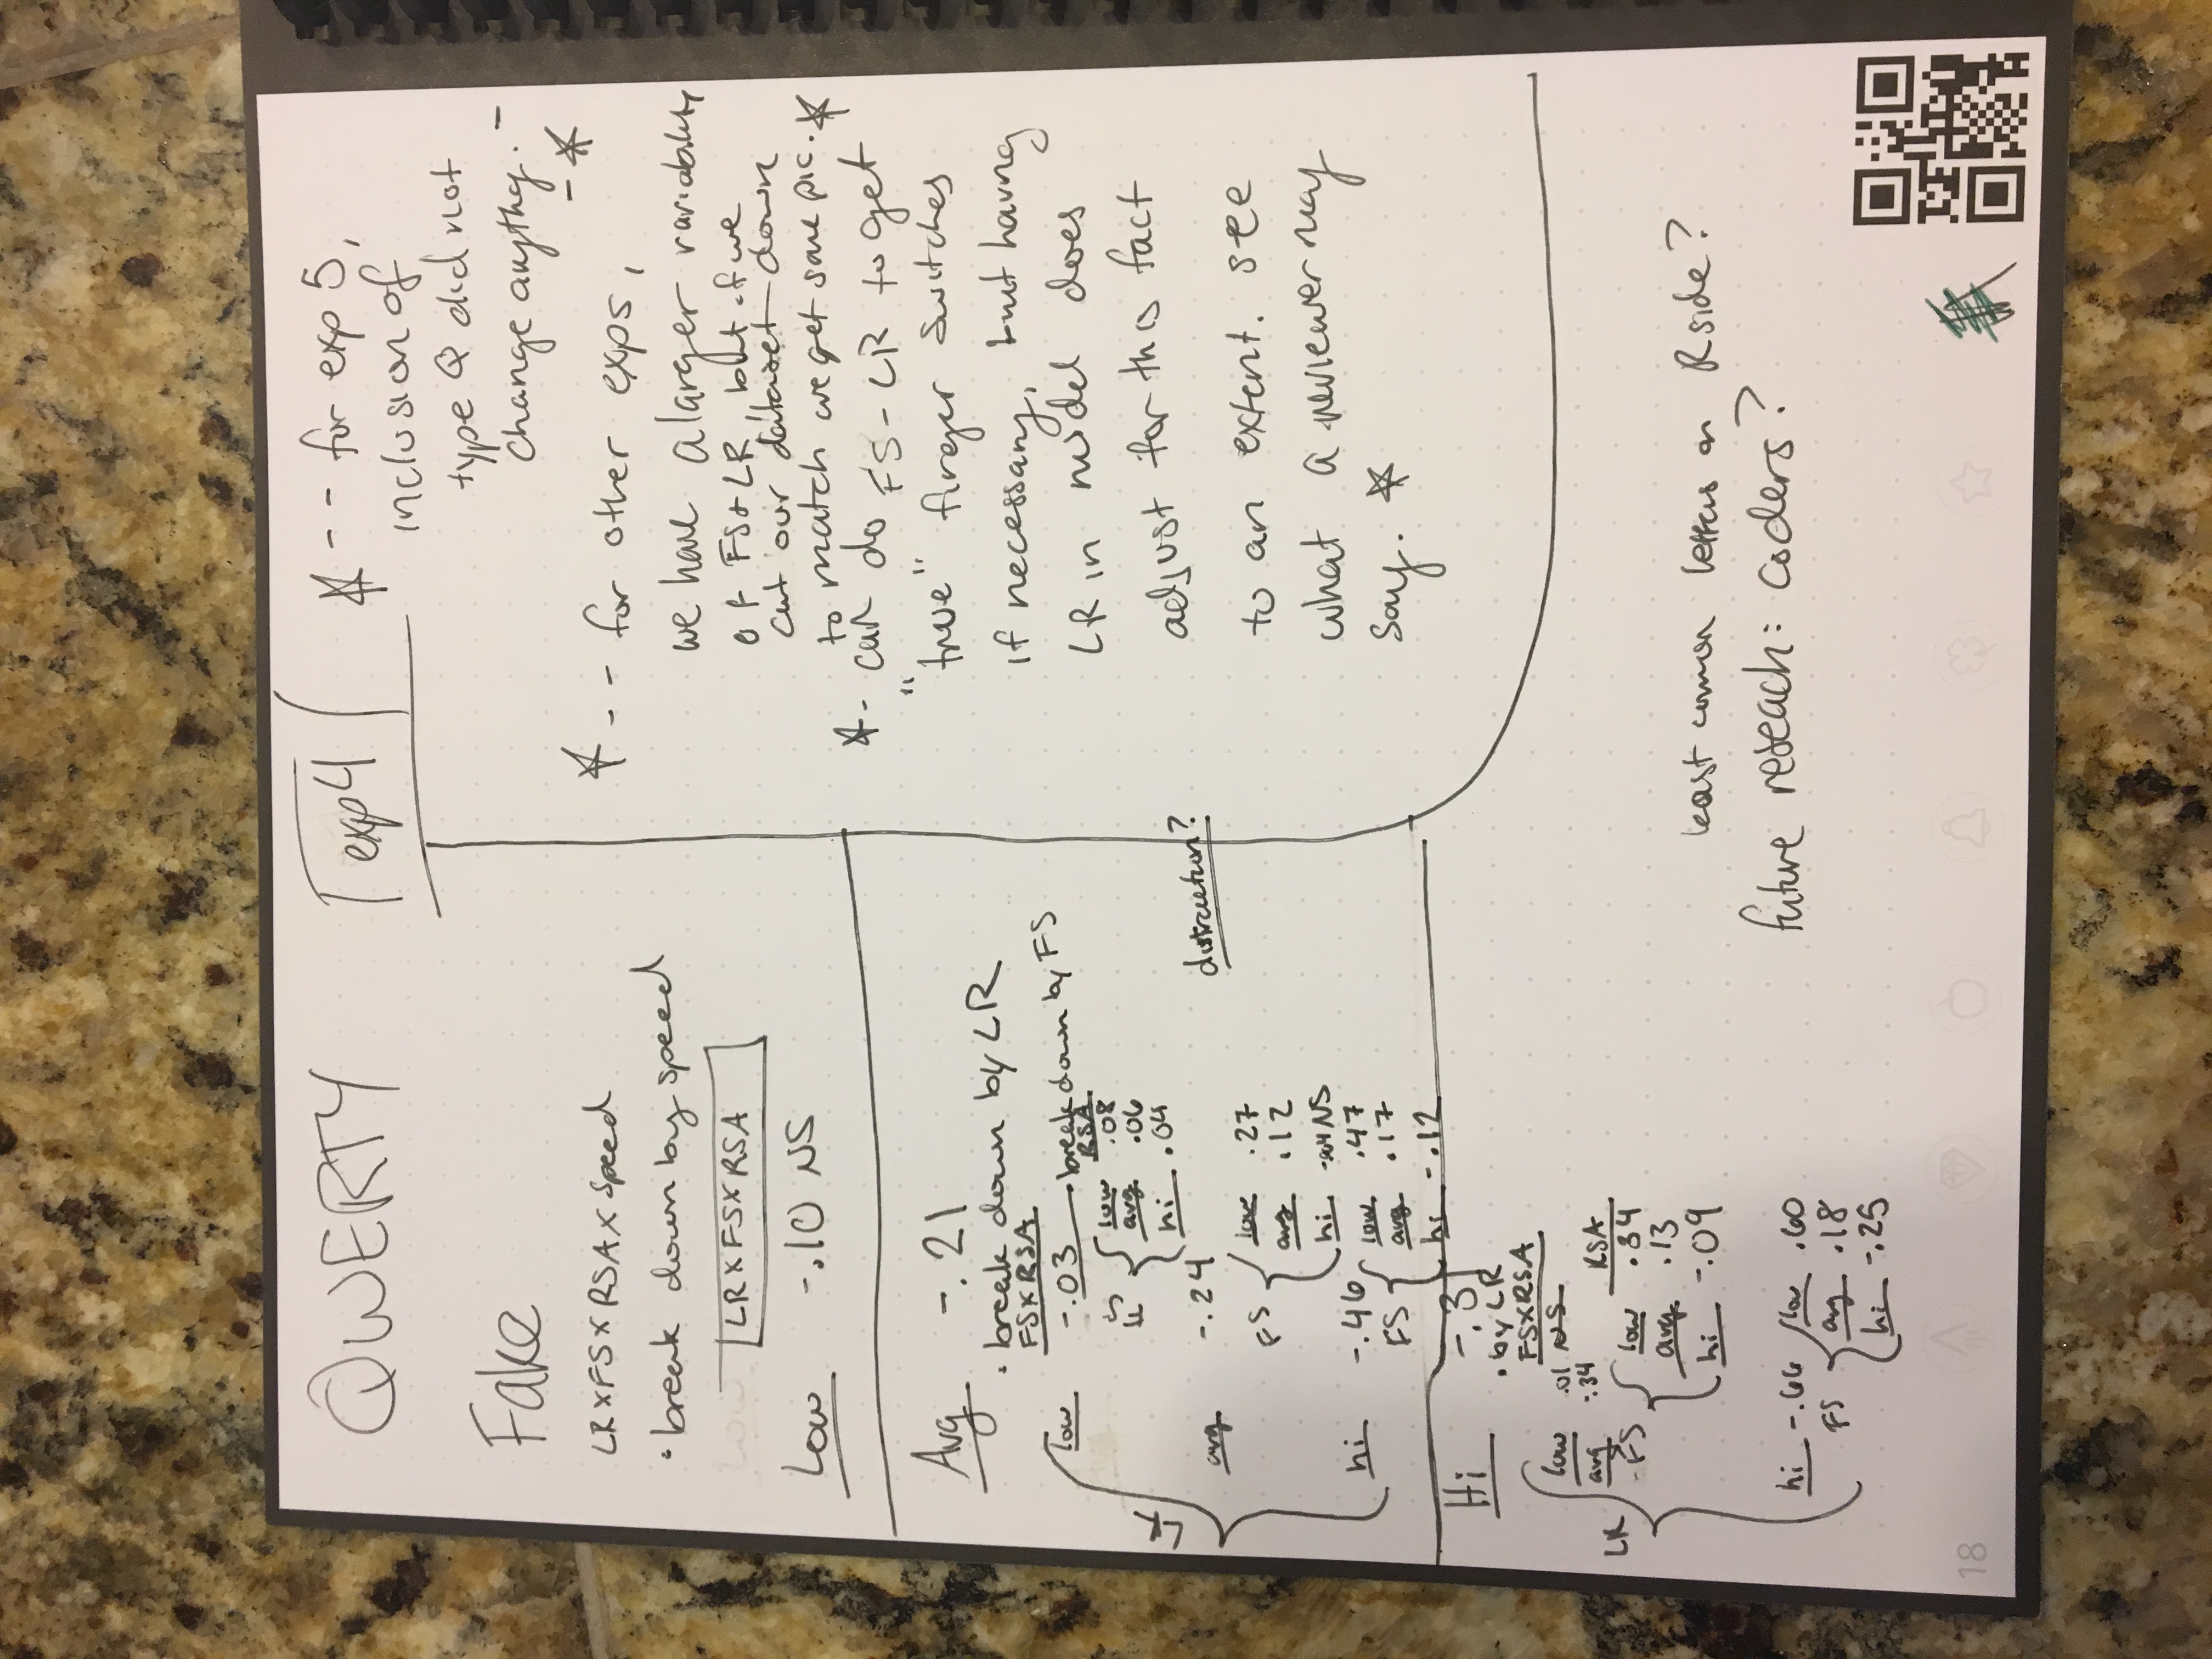 QWERTY
exp4
Fake
LR x FS x RSA x speed
• break down by speed
LR x FS x RSA
Low -.10 NS
Avg -.21
• break down by LR
FS x RSA
low -.03 • break down by FS
RSA
FS
low .08
avg .06
hi .04
LR
avg -.24
FS
low .27
avg .12
hi NS
hi -.46
FS
low .47
avg .17
hi -.12
Hi -.31
• by LR
FSXRSA
LR
low .01 NS
avg -.34
RSA
FS
low .34
avg .13
hi -.09
hi -.66
FS
low .60
avg .18
hi -.25
18
-- for exp 5,
inclusion of
type Q did not
change anythg.
-- for other exps,
we have a larger variability
of FS & LR, but if we
cut our dataset down
to match we get same pic.
- can do FS-LR to get
"true" finger switches
if necessary, but having
LR in model does
adjust for this fact
to an extent. see
what a reviewer may
say.
distraction?
least common letters on R side?
future reseach: coders?